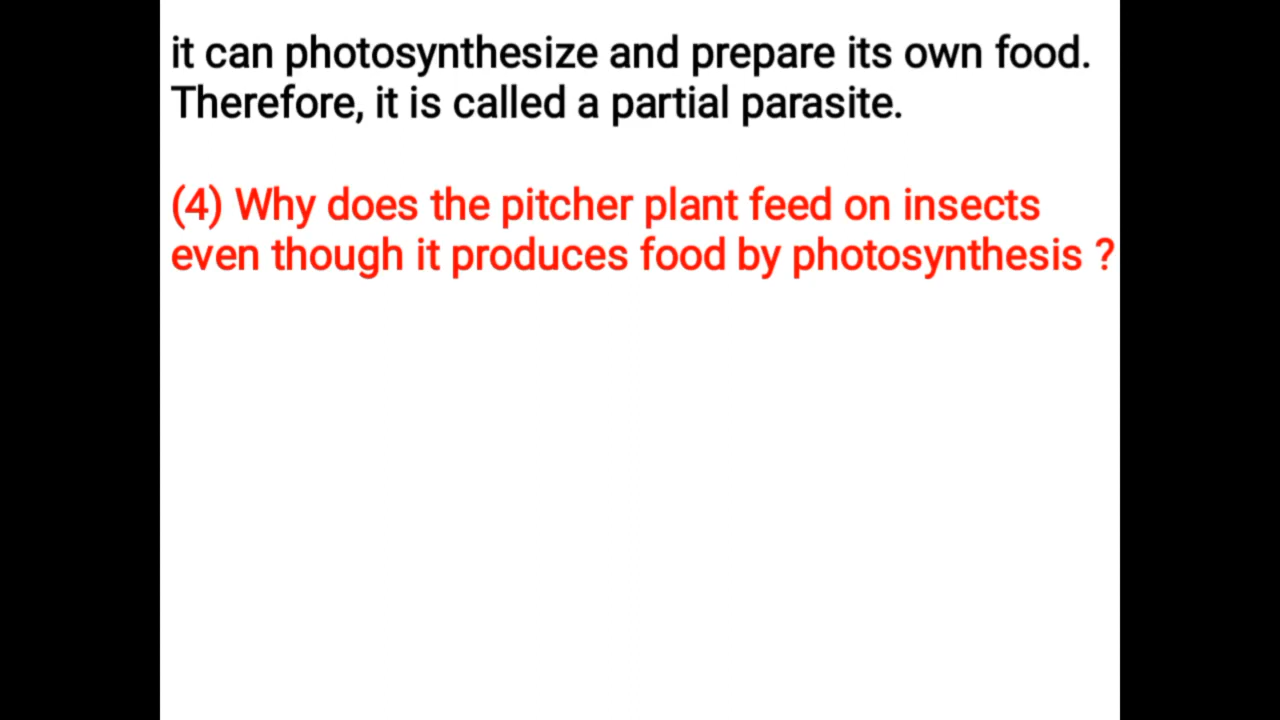 it can photosynthesize and prepare its own food.
Therefore, it is called a partial parasite.
(4) Why does the pitcher plant feed on insects
even though it produces food by photosynthesis ?